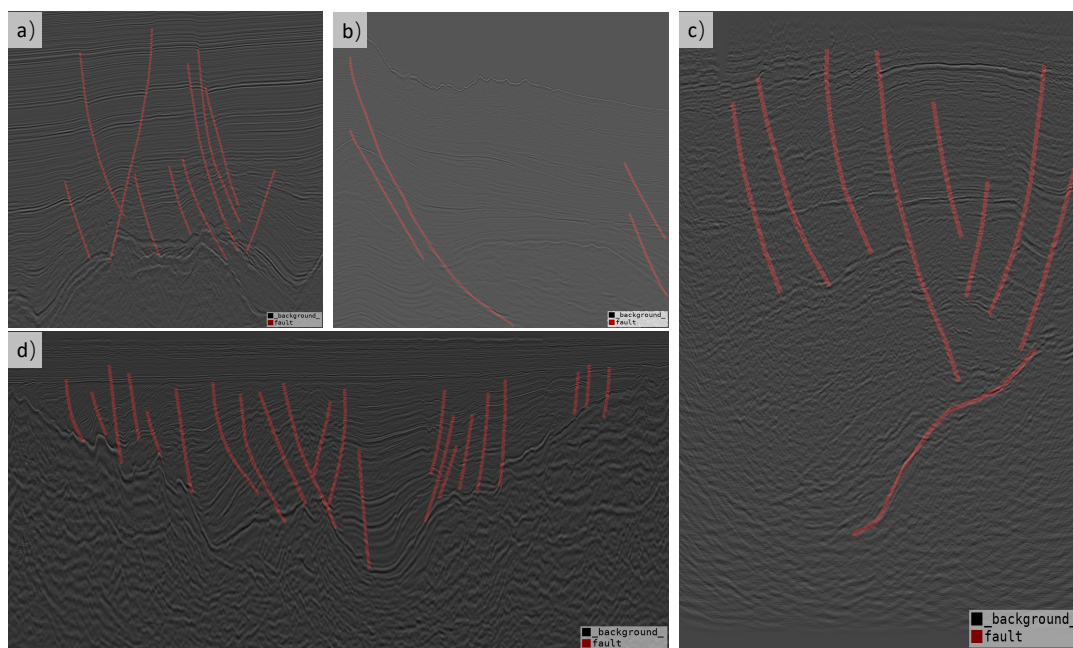 a)
b)
c)
_background_
fault
_background_
fault
d)
_background_
fault
_background_
fault